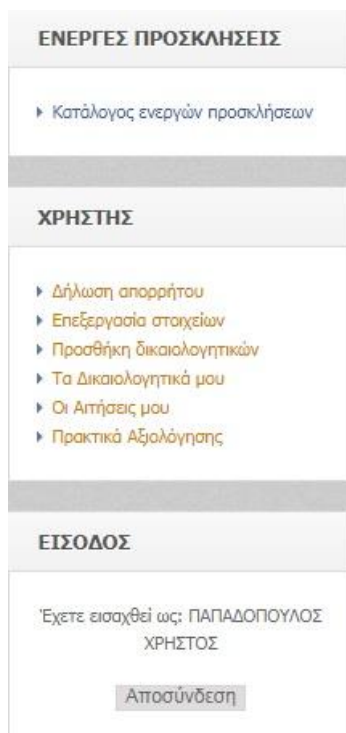 ΕΝΕΡΓΕΣ ΠΡΟΣΚΛΗΣΕΙΣ
Κατάλογος ενεργών προσκλήσεων
ΧΡΗΣΤΗΣ
Δήλωση απορρήτου
Επεξεργασία στοιχείων
Προσθήκη δικαιολογητικών
Τα Δικαιολογητικά μου
Οι Αιτήσεις μου
Πρακτικά Αξιολόγησης
ΕΙΣΟΔΟΣ
Έχετε εισαχθεί ως: ΠΑΠΑΔΟΠΟΥΛΟΣ
ΧΡΗΣΤΟΣ
Αποσύνδεση